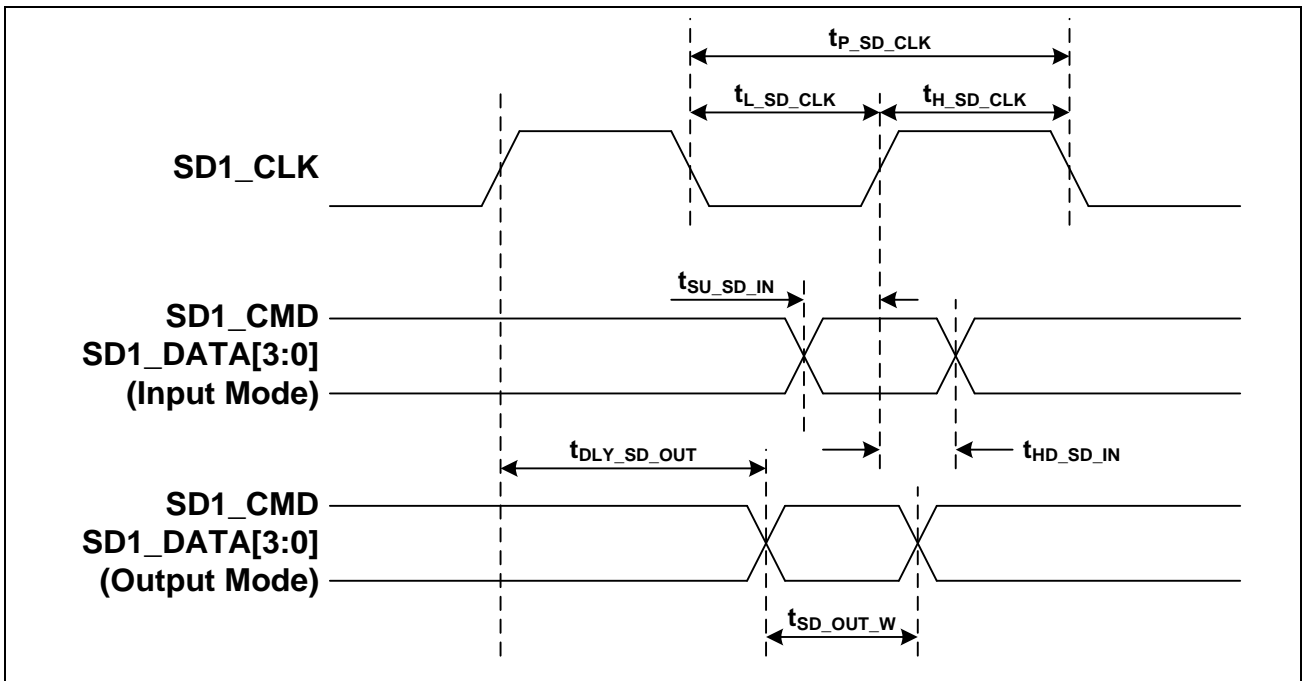 tP_SD_CLK
tL_SD_CLK
tH_SD_CLK
SD1_CLK
tSU_SD_IN
SD1_CMD
SD1_DATA[3:0]
(Input Mode)
tDLY_SD_OUT
tHD_SD_IN
SD1_CMD
SD1_DATA[3:0]
(Output Mode)
tSD_OUT_W